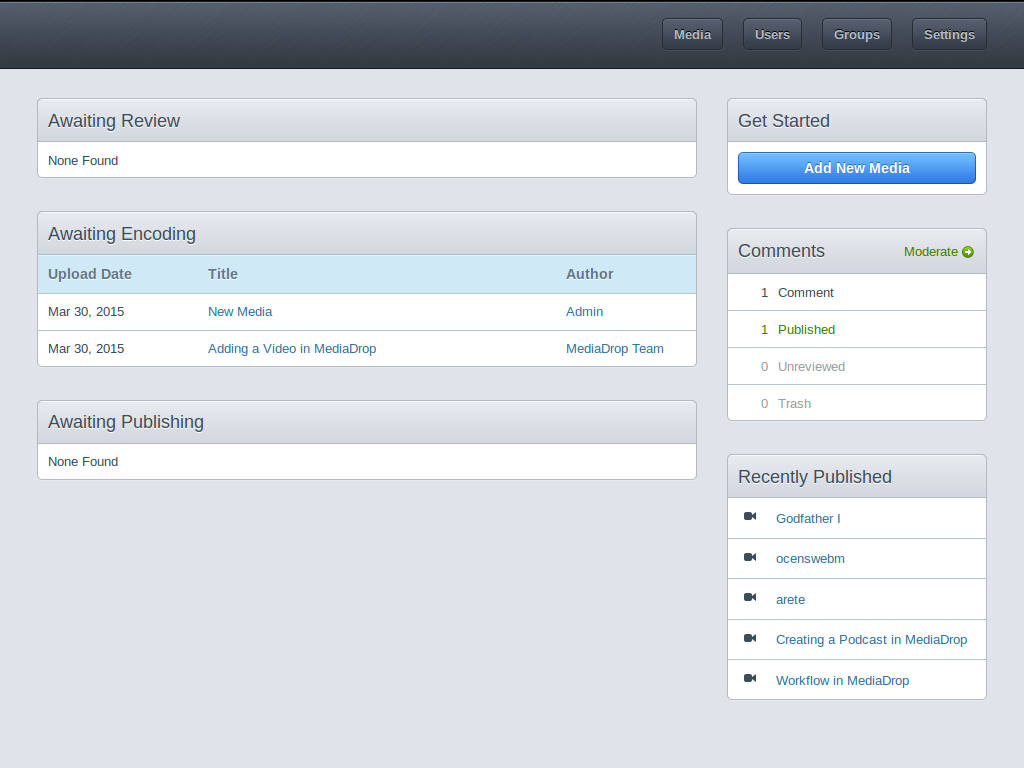 Media Users Groups Settings
Awaiting Review
None Found
Awaiting Encoding
Upload Date Title Author
Mar 30, 2015 New Media Admin
Mar 30, 2015 Adding a Video in MediaDrop MediaDrop Team
Awaiting Publishing
None Found
Get Started
Add New Media
Comments Moderate
1 Comment
1 Published
0 Unreviewed
0 Trash
Recently Published
Godfather I
ocenswebm
arete
Creating a Podcast in MediaDrop
Workflow in MediaDrop